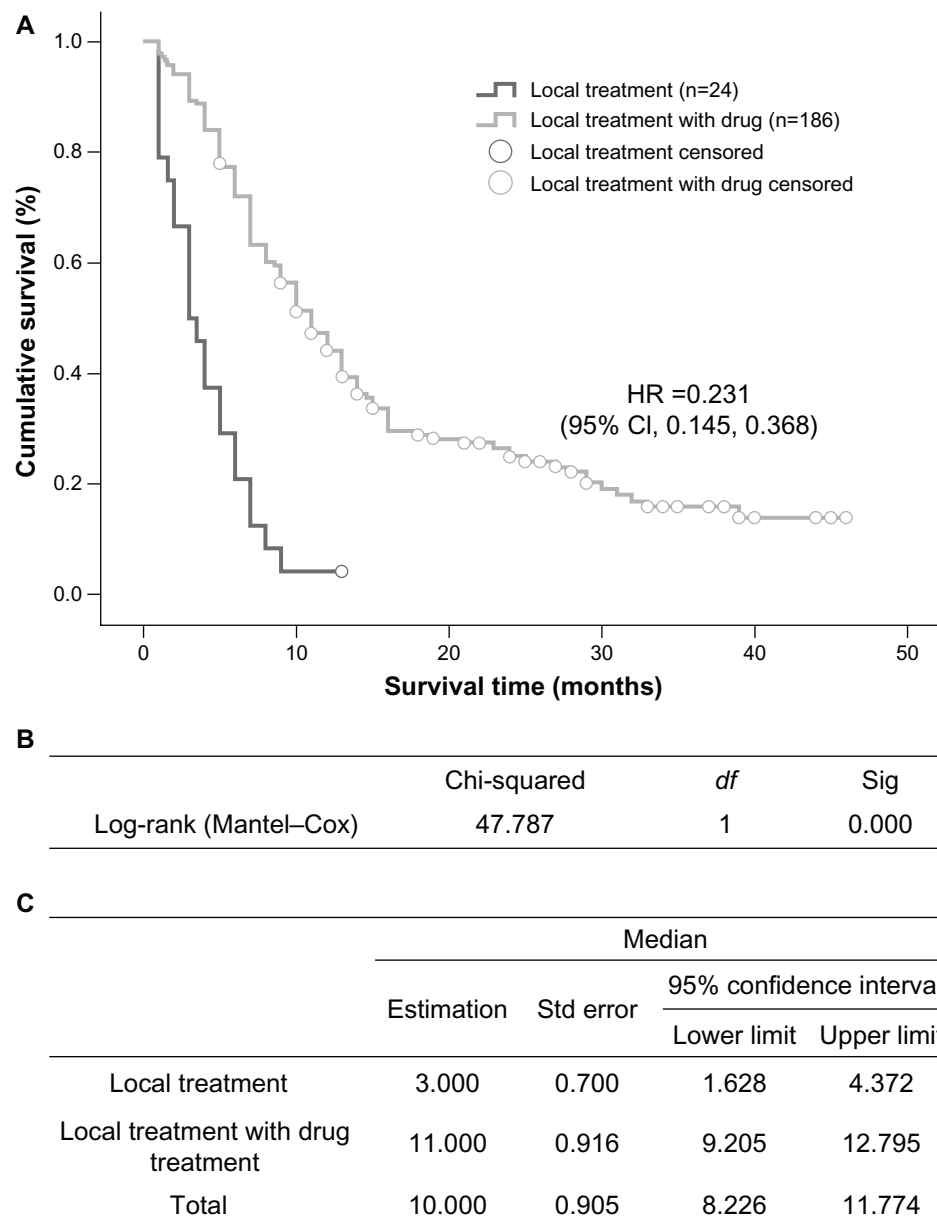 A
Cumulative survival (%)
1.0
0.8
0.6
0.4
0.2
0.0
Local treatment (n=24)
Local treatment with drug (n=186)
Local treatment censored
Local treatment with drug censored
HR =0.231
(95% CI, 0.145, 0.368)
0 10 20 30 40 50
Survival time (months)
B
Chi-squared df Sig
Log-rank (Mantel–Cox) 47.787 1 0.000
C
Median
95% confidence interva
Estimation Std error
Lower limit Upper limit
Local treatment 3.000 0.700 1.628 4.372
Local treatment with drug
treatment 11.000 0.916 9.205 12.795
Total 10.000 0.905 8.226 11.774